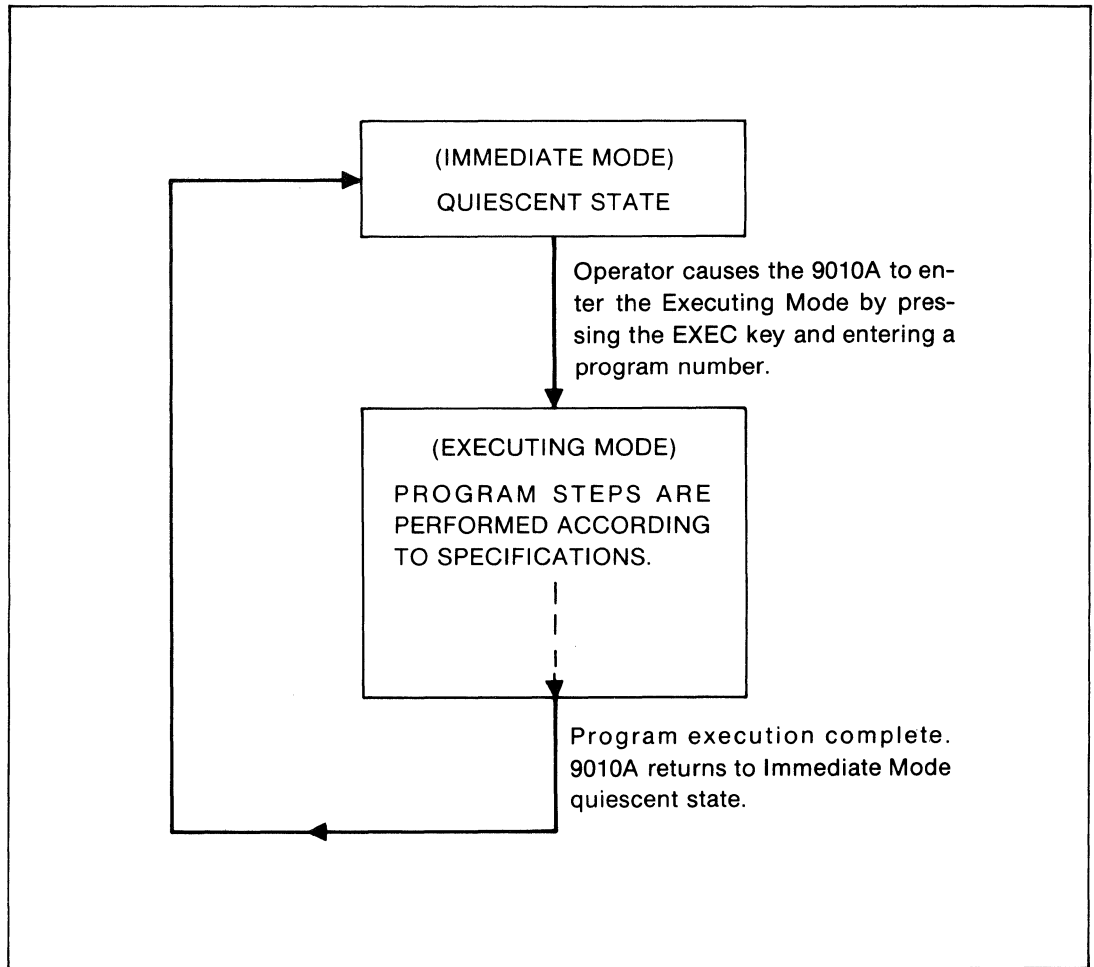 (IMMEDIATE MODE)
QUIESCENT STATE
Operator causes the 9010A to en-
ter the Executing Mode by pres-
sing the EXEC key and entering a
program number.
(EXECUTING MODE)
PROGRAM STEPS ARE
PERFORMED ACCORDING
TO SPECIFICATIONS.
Program execution complete.
9010A returns to Immediate Mode
quiescent state.